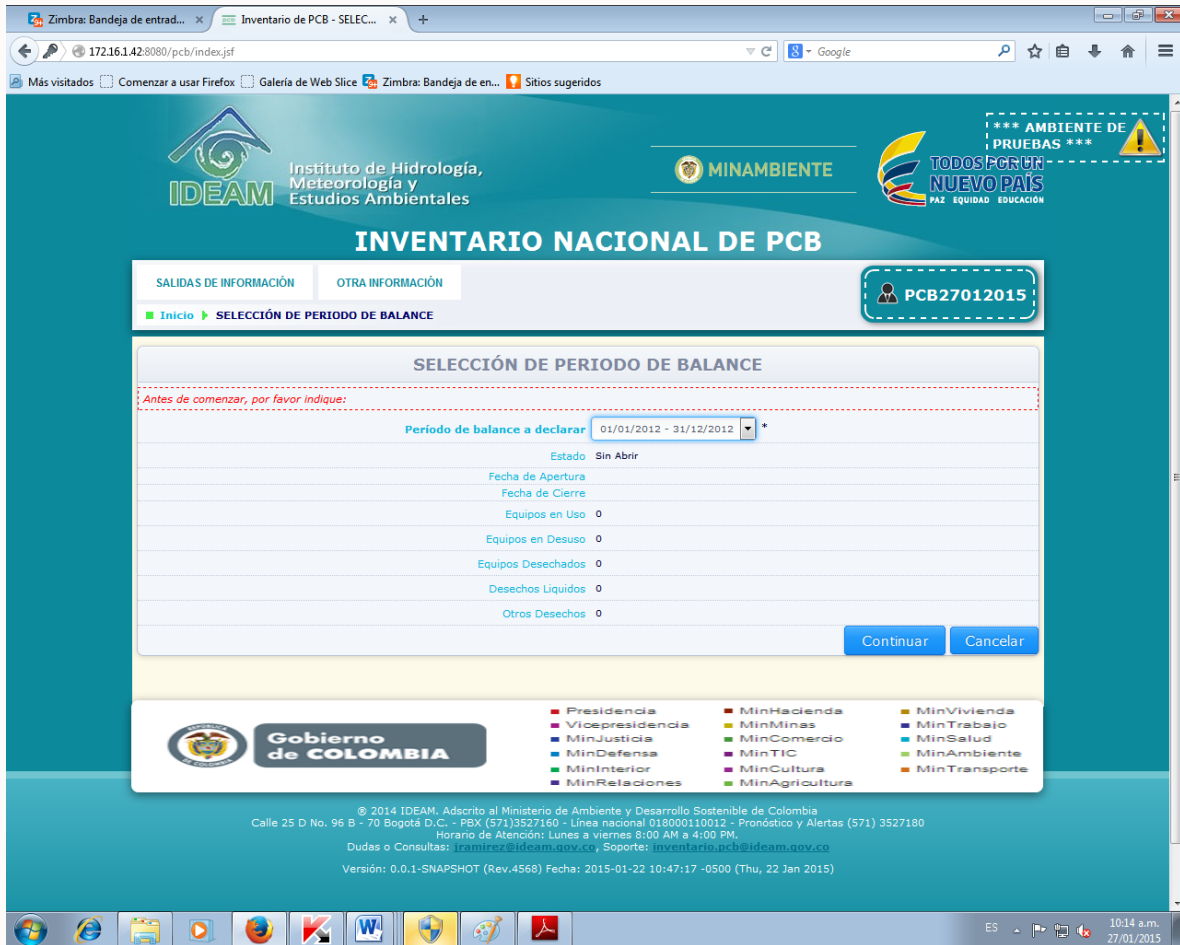 Zimbra: Bandeja de entrad...
Inventario de PCB - SELEC...
172.16.1.42:8080/pcb/index.jsf
Google
Más visitados
Comenzar a usar Firefox
Galería de Web Slice
Zimbra: Bandeja de en...
Sitios sugeridos
*** AMBIENTE DE
PRUEBAS ***
IDEAM
Instituto de Hidrología,
Meteorología y
Estudios Ambientales
MINAMBIENTE
TODOS POR UN
NUEVO PAÍS
PAZ EQUIDAD EDUCACIÓN
INVENTARIO NACIONAL DE PCB
SALIDAS DE INFORMACIÓN
OTRA INFORMACIÓN
PCB27012015
Inicio SELECCIÓN DE PERIODO DE BALANCE
SELECCIÓN DE PERIODO DE BALANCE
Antes de comenzar, por favor indique:
Período de balance a declarar 01/01/2012 - 31/12/2012 *
Estado Sin Abrir
Fecha de Apertura
Fecha de Cierre
Equipos en Uso 0
Equipos en Desuso 0
Equipos Desechados 0
Desechos Liquidos 0
Otros Desechos 0
Continuar Cancelar
Gobierno
de COLOMBIA
Presidencia
Vicepresidencia
MinJusticia
MinDefensa
MinInterior
MinRelaciones
MinHacienda
MinMinas
MinComercio
MinTIC
MinCultura
MinAgricultura
MinVivienda
MinTrabajo
MinSalud
MinAmbiente
MinTransporte
® 2014 IDEAM. Adscrito al Ministerio de Ambiente y Desarrollo Sostenible de Colombia
Calle 25 D No. 96 B - 70 Bogotá D.C. - PBX (571)3527160 - Línea nacional 018000110012 - Pronóstico y Alertas (571) 3527180
Horario de Atención: Lunes a viernes 8:00 AM a 4:00 PM.
Dudas o Consultas: jramirez@ideam.gov.co, Soporte: inventario.pcb@ideam.gov.co
Versión: 0.0.1-SNAPSHOT (Rev.4568) Fecha: 2015-01-22 10:47:17 -0500 (Thu, 22 Jan 2015)
ES
10:14 a.m.
27/01/2015